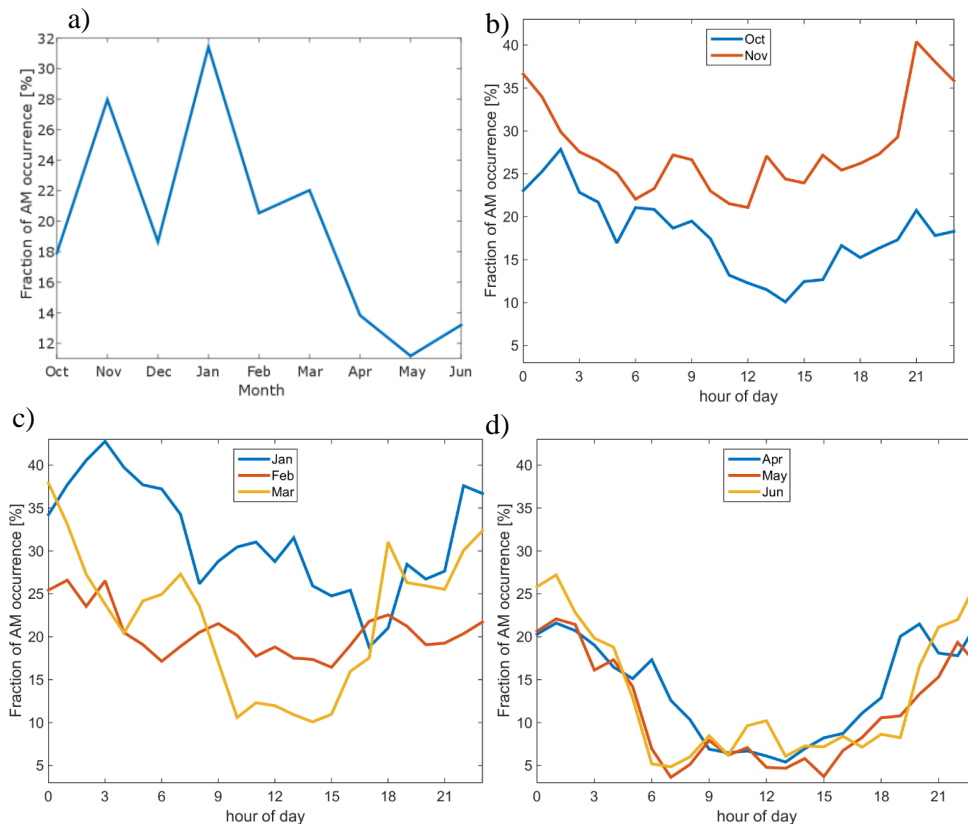 a)
Fraction of AM occurrence [%]
32
30
28
26
24
22
20
18
16
14
12
Oct Nov Dec Jan Feb Mar Apr May Jun
Month
b)
Fraction of AM occurrence [%]
40
35
30
25
20
15
10
5
Oct
Nov
0 3 6 9 12 15 18 21
hour of day
c)
Fraction of AM occurrence [%]
40
35
30
25
20
15
10
5
Jan
Feb
Mar
0 3 6 9 12 15 18 21
hour of day
d)
Fraction of AM occurrence [%]
40
35
30
25
20
15
10
5
Apr
May
Jun
0 3 6 9 12 15 18 21
hour of day